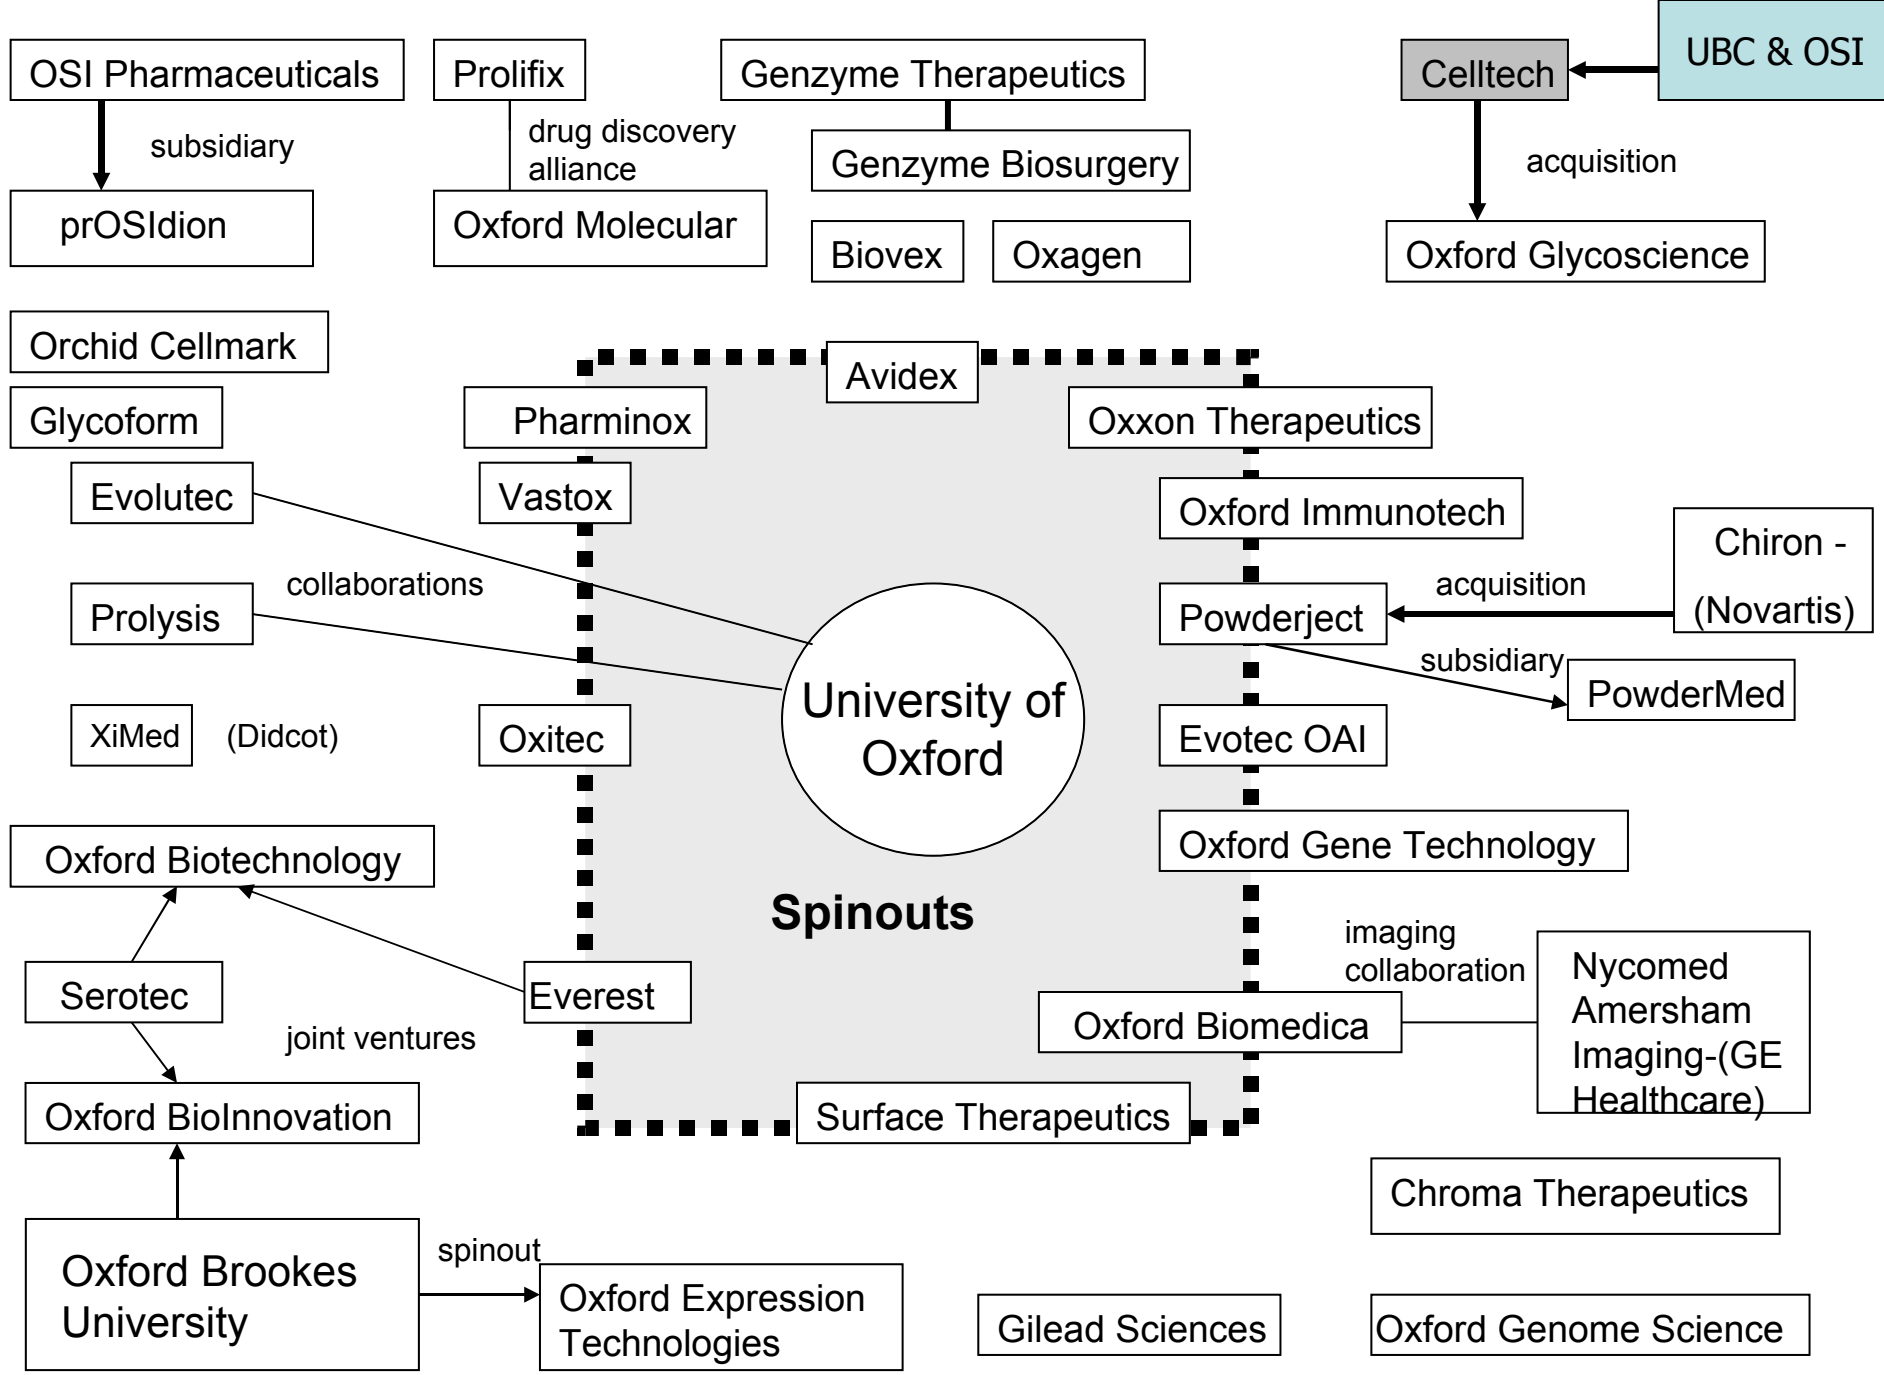 UBC & OSI
OSI Pharmaceuticals
Prolifix
Genzyme Therapeutics
Celltech
subsidiary
drug discovery
alliance
Genzyme Biosurgery
acquisition
prOSIdion
Oxford Molecular
Biovex
Oxagen
Oxford Glycoscience
Orchid Cellmark
Avidex
Glycoform
Pharminox
Oxxon Therapeutics
Evolutec
Vastox
Oxford Immunotech
Chiron -
(Novartis)
collaborations
acquisition
Prolysis
Powderject
subsidiary
PowderMed
University of
Oxford
XiMed
(Didcot)
Oxitec
Evotec OAI
Oxford Biotechnology
Oxford Gene Technology
Spinouts
imaging
collaboration
Nycomed
Amersham
Imaging-(GE
Healthcare)
Serotec
Everest
Oxford Biomedica
joint ventures
Oxford BioInnovation
Surface Therapeutics
Chroma Therapeutics
Oxford Brookes
University
spinout
Oxford Expression
Technologies
Gilead Sciences
Oxford Genome Science